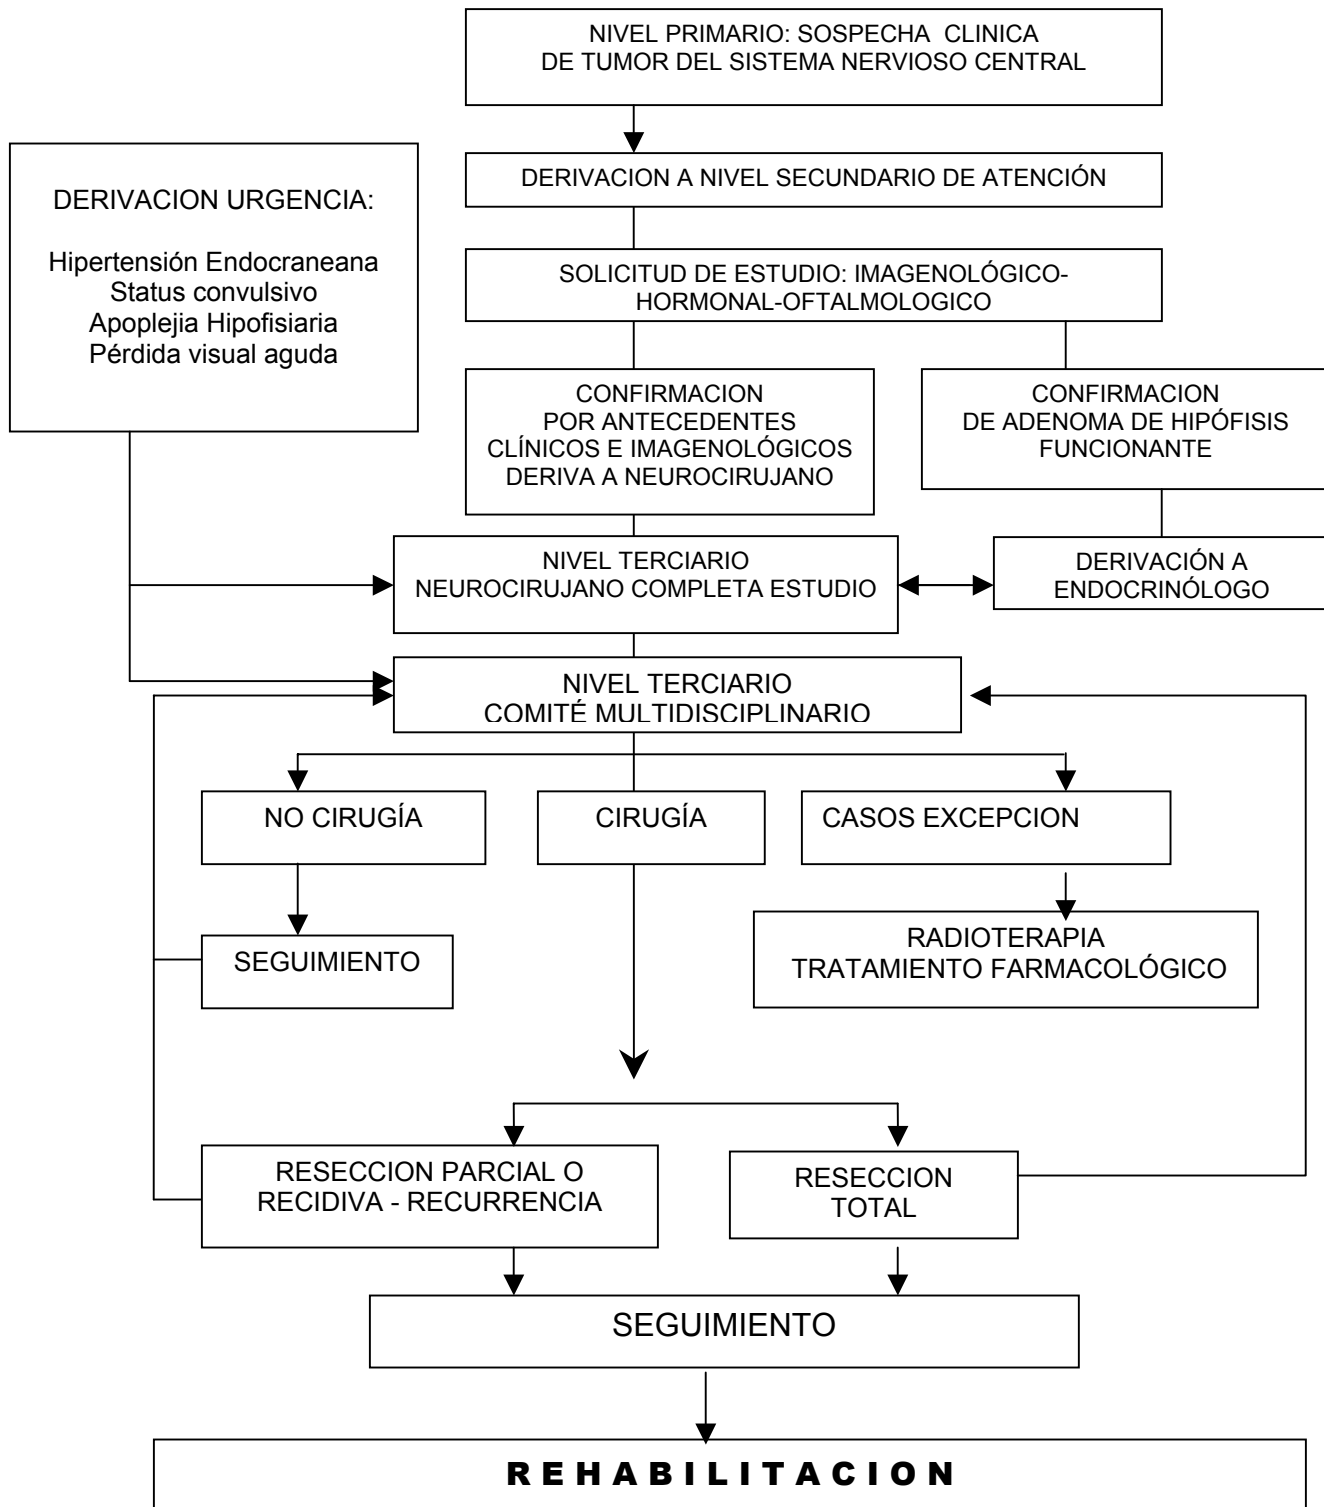 NIVEL PRIMARIO: SOSPECHA CLINICA
DE TUMOR DEL SISTEMA NERVIOSO CENTRAL
DERIVACION A NIVEL SECUNDARIO DE ATENCIÓN
DERIVACION URGENCIA:
Hipertensión Endocraneana
Status convulsivo
Apoplejia Hipofisiaria
Pérdida visual aguda
SOLICITUD DE ESTUDIO: IMAGENOLÓGICO-
HORMONAL-OFTALMOLOGICO
CONFIRMACION
POR ANTECEDENTES
CLÍNICOS E IMAGENOLÓGICOS
DERIVA A NEUROCIRUJANO
CONFIRMACION
DE ADENOMA DE HIPÓFISIS
FUNCIONANTE
NIVEL TERCIARIO
NEUROCIRUJANO COMPLETA ESTUDIO
DERIVACIÓN A
ENDOCRINÓLOGO
NIVEL TERCIARIO
COMITÉ MULTIDISCIPLINARIO
NO CIRUGÍA
CIRUGÍA
CASOS EXCEPCION
SEGUIMIENTO
RADIOTERAPIA
TRATAMIENTO FARMACOLÓGICO
RESECCION PARCIAL O
RECIDIVA - RECURRENCIA
RESECCION
TOTAL
SEGUIMIENTO
REHABILITACION